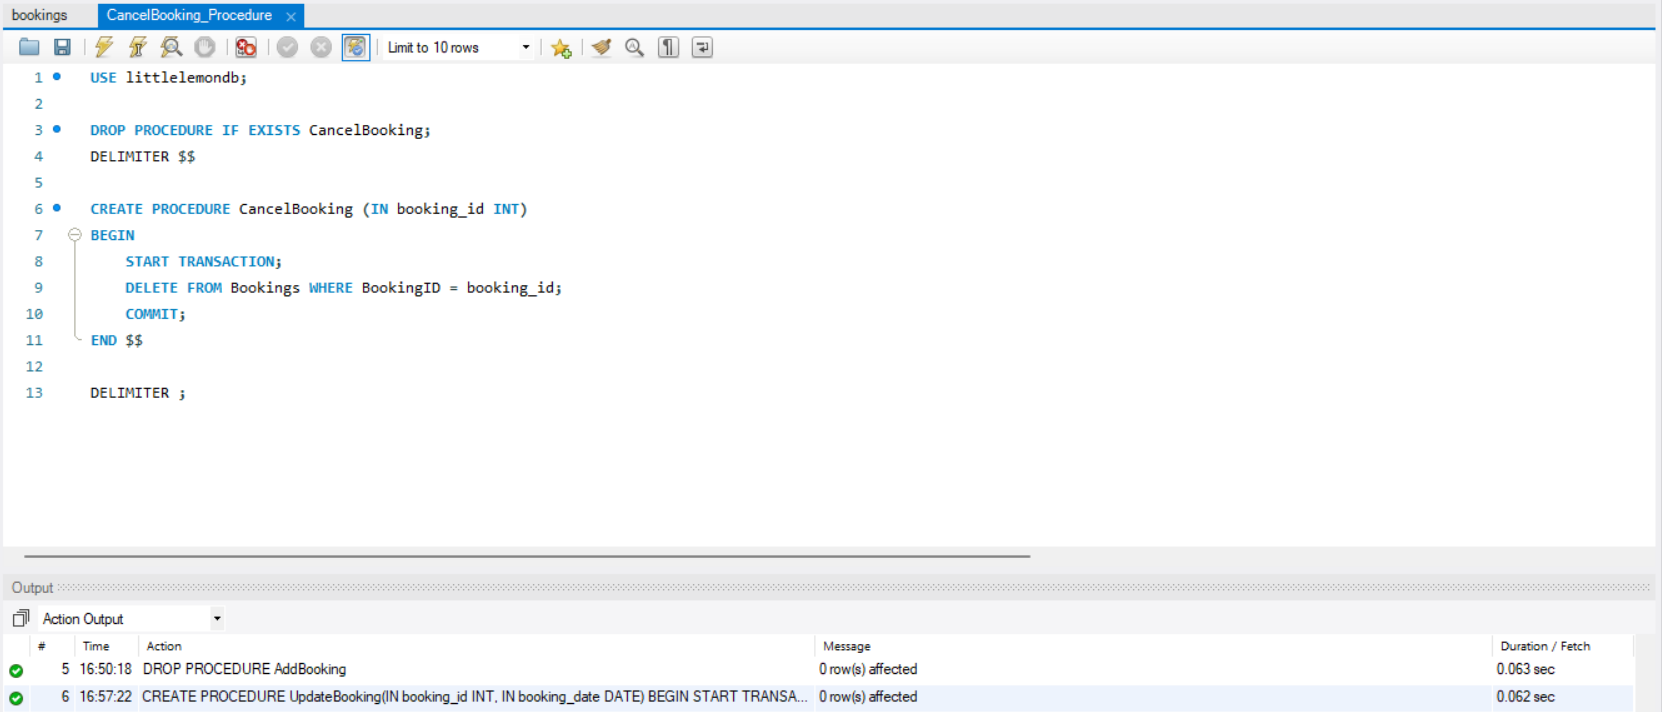 bookings CancelBooking_Procedure
Limit to 10 rows
1 USE littlelemondb;
2
3 DROP PROCEDURE IF EXISTS CancelBooking;
4 DELIMITER $$
5
6 CREATE PROCEDURE CancelBooking (IN booking_id INT)
7 BEGIN
8 START TRANSACTION;
9 DELETE FROM Bookings WHERE BookingID = booking_id;
10 COMMIT;
11 END $$
12
13 DELIMITER ;
Output
Action Output
# Time Action Message Duration / Fetch
5 16:50:18 DROP PROCEDURE AddBooking 0 row(s) affected 0.063 sec
6 16:57:22 CREATE PROCEDURE UpdateBooking(IN booking_id INT, IN booking_date DATE) BEGIN START TRANSA... 0 row(s) affected 0.062 sec